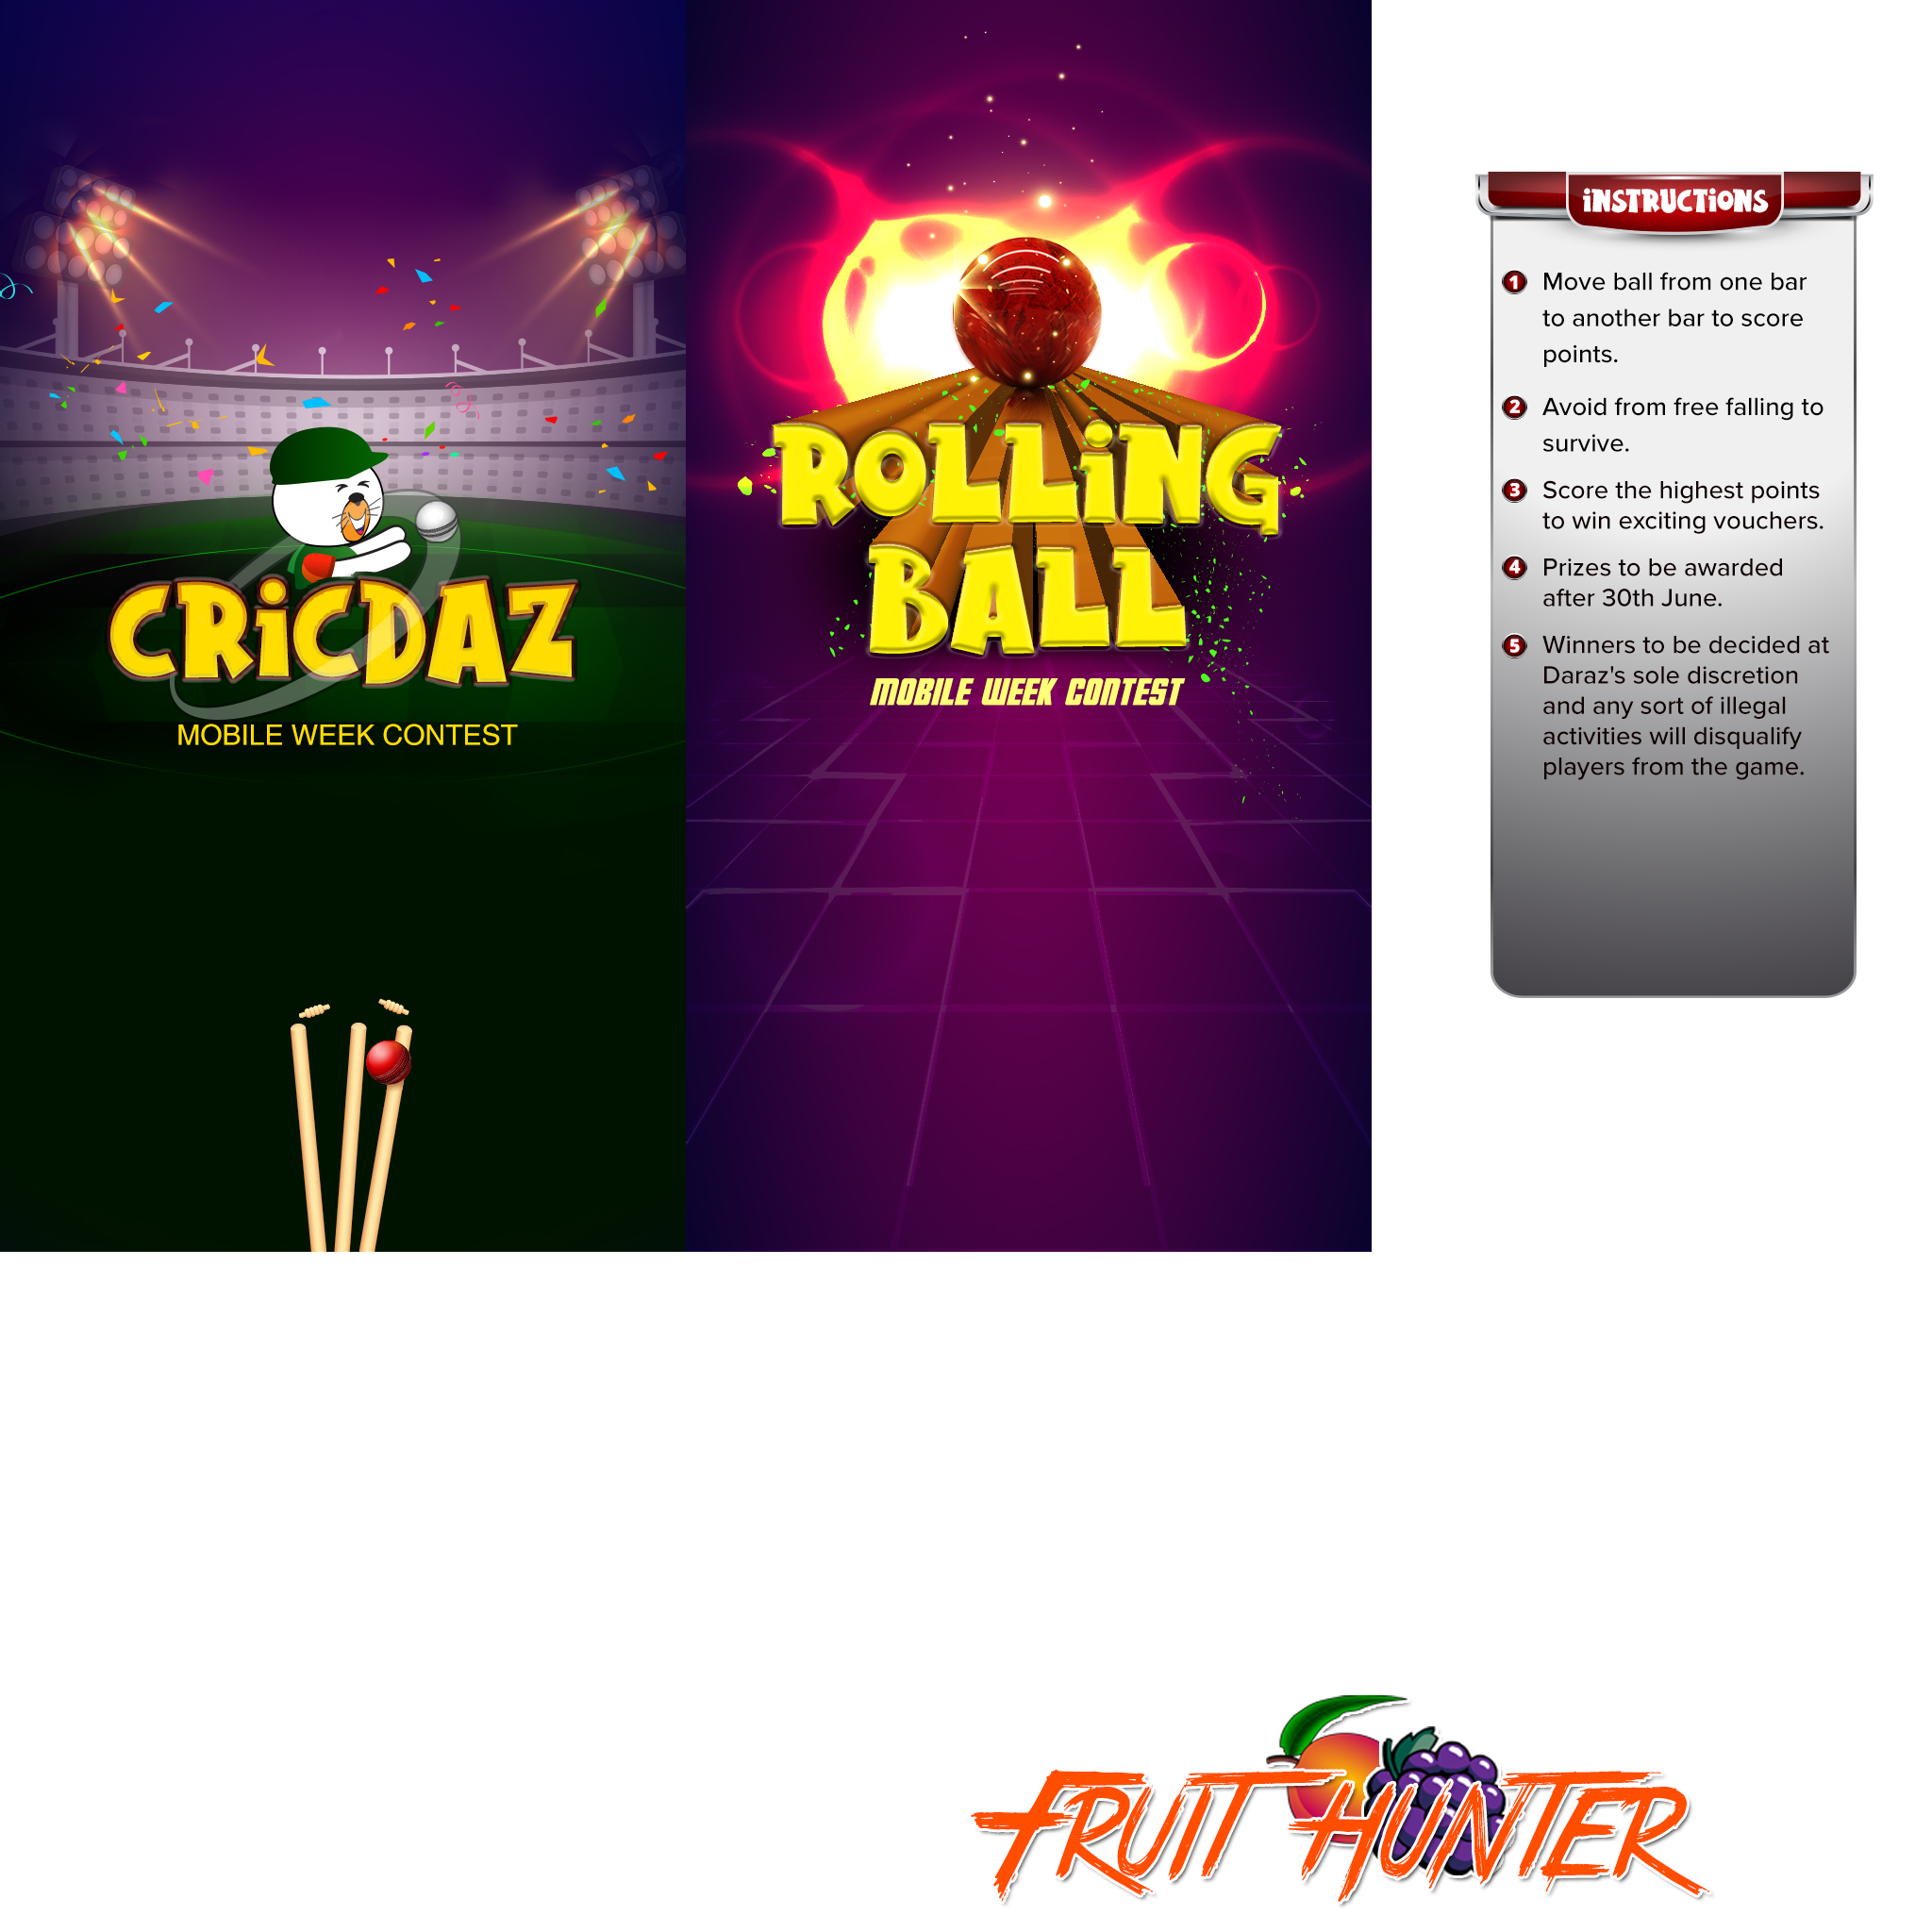 CRiCDAZ
MOBILE WEEK CONTEST
ROLLiNG
BALL
MOBILE WEEK CONTEST
iNSTRUCTiONS
1 Move ball from one bar
to another bar to score
points.
2 Avoid from free falling to
survive.
3 Score the highest points
to win exciting vouchers.
4 Prizes to be awarded
after 30th June.
5 Winners to be decided at
Daraz's sole discretion
and any sort of illegal
activities will disqualify
players from the game.
FRUIT HUNTER